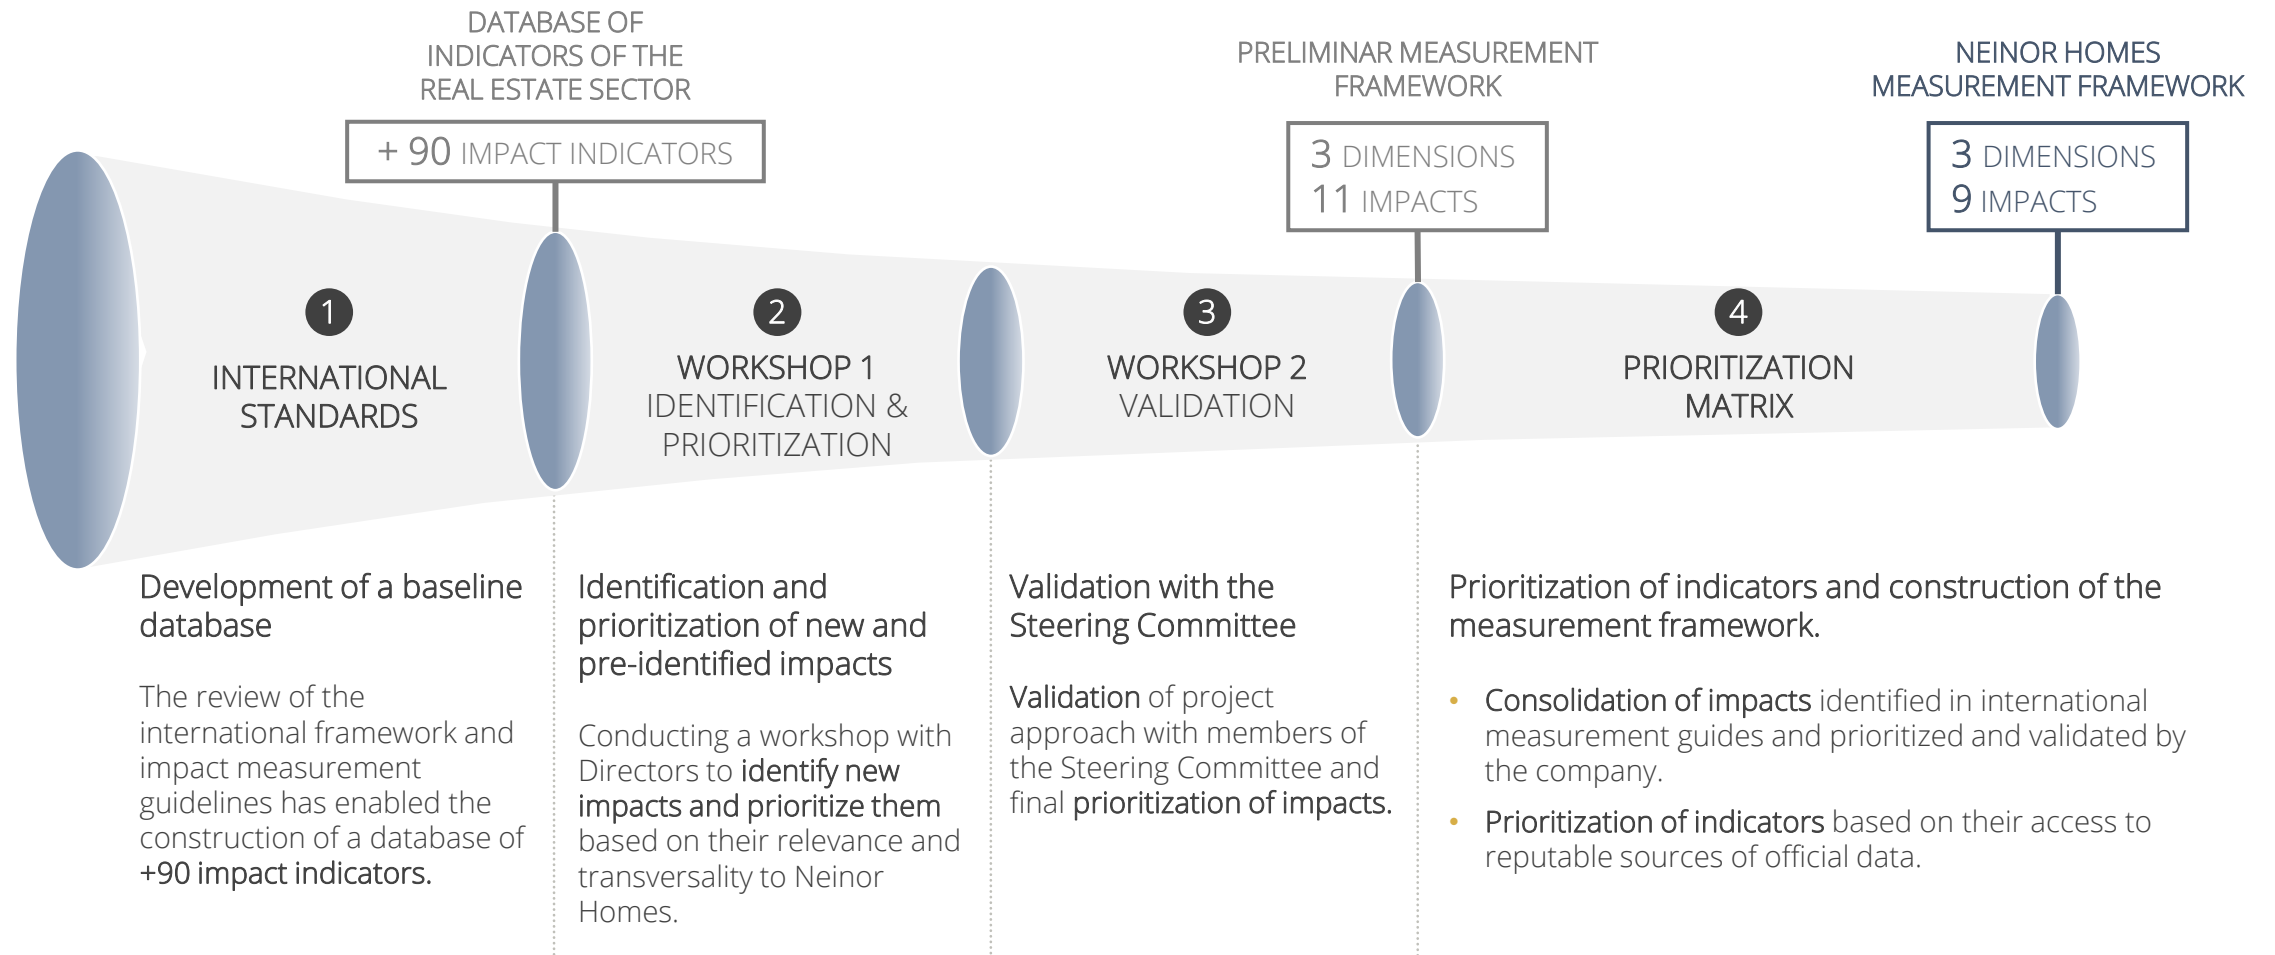 DATABASE OF
INDICATORS OF THE
REAL ESTATE SECTOR
+ 90 IMPACT INDICATORS
PRELIMINAR MEASUREMENT
FRAMEWORK
3 DIMENSIONS
11 IMPACTS
NEINOR HOMES
MEASUREMENT FRAMEWORK
3 DIMENSIONS
9 IMPACTS
1
INTERNATIONAL
STANDARDS
2
WORKSHOP 1
IDENTIFICATION &
PRIORITIZATION
3
WORKSHOP 2
VALIDATION
4
PRIORITIZATION
MATRIX
Development of a baseline
database
The review of the
international framework and
impact measurement
guidelines has enabled the
construction of a database of
+90 impact indicators.
Identification and
prioritization of new and
pre-identified impacts
Conducting a workshop with
Directors to identify new
impacts and prioritize them
based on their relevance and
transversality to Neinor
Homes.
Validation with the
Steering Committee
Validation of project
approach with members of
the Steering Committee and
final prioritization of impacts.
Prioritization of indicators and construction of the
measurement framework.
• Consolidation of impacts identified in international
measurement guides and prioritized and validated by
the company.
• Prioritization of indicators based on their access to
reputable sources of official data.